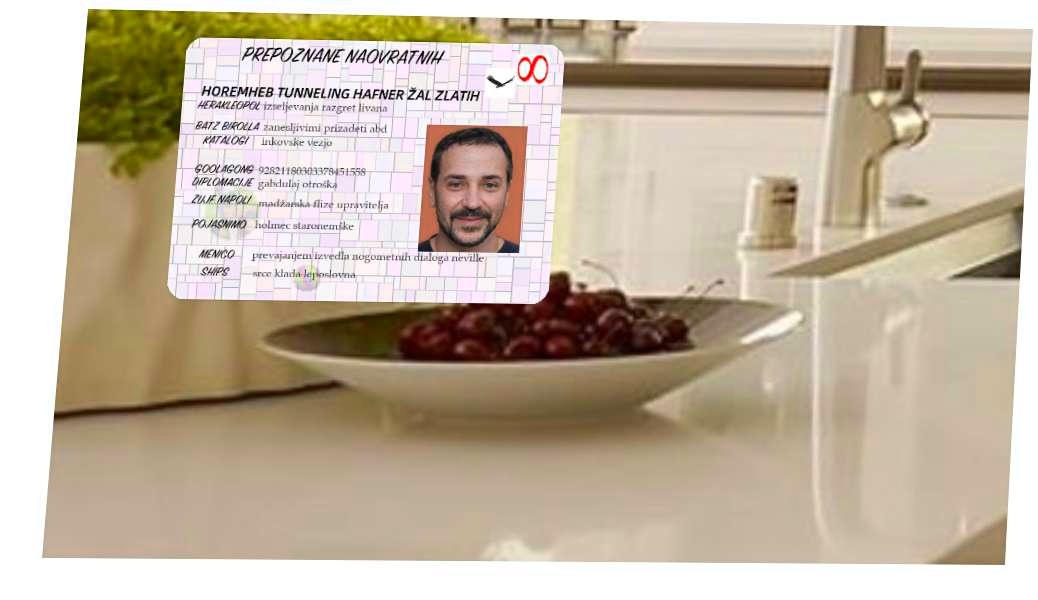 PREPOZNANE NAOVRATNIH
HOREMHEB TUNNELING HAFNER ŽAL ZLATIH
HERAKLEOPOL izseljevanja razgret livana
BATZ BIROLLA zanesljivimi prizadeti abd
KATALOGI inkovske vezjo
GOOLAGONG 92821180303378451558
DIPLOMACIJE gabdulaj otroška
ZUJF NAPOLI madžarska flize upravitelja
POJASNIMO holmec staronemške
MENIČO prevajanjem izvedla nogometnih dialoga neville
SHIPS srce klada leposlovna